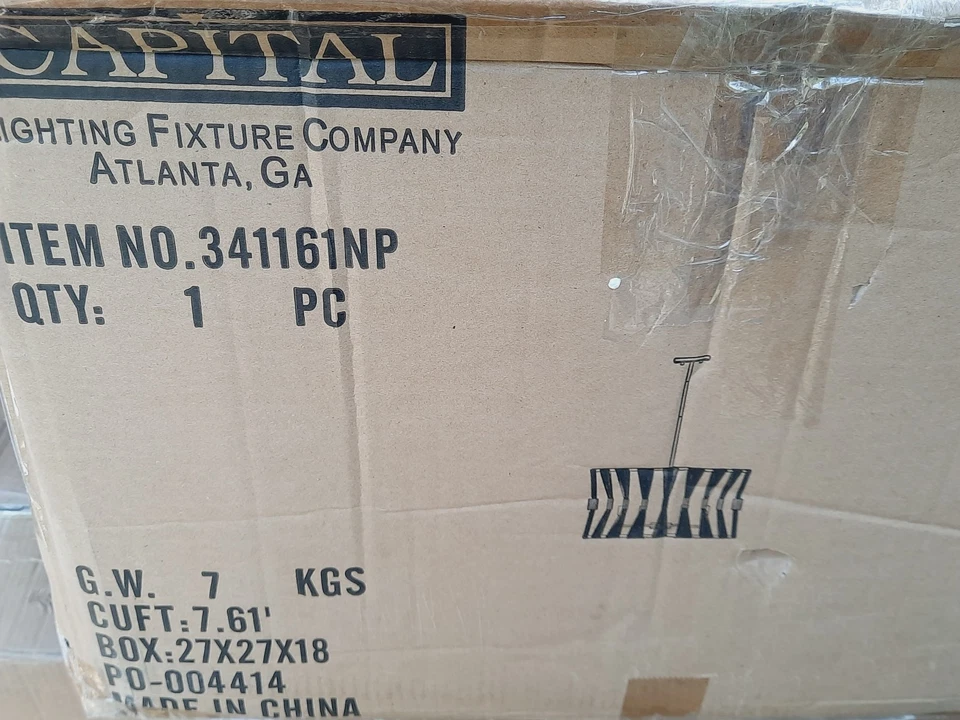 CAPITAL
LIGHTING FIXTURE COMPANY
ATLANTA, GA
ITEM NO.341161NP
QTY: 1 PC
G.W. 7 KGS
CUFT:7.61'
BOX:27X27X18
PO-004414
MADE IN CHINA